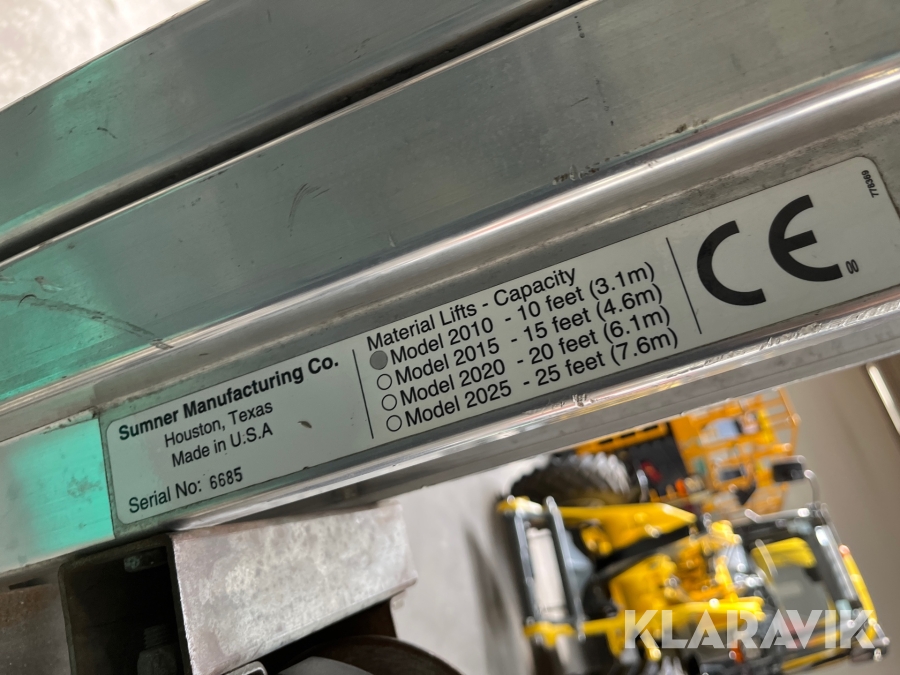 Sumner Manufacturing Co.
Houston, Texas
Made in U.S.A
Serial No: 6685
Material Lifts - Capacity
Model 2010 - 10 feet (3.1m)
Model 2015 - 15 feet (4.6m)
Model 2020 - 20 feet (6.1m)
Model 2025 - 25 feet (7.6m)
CE
778369
KLARAVIK